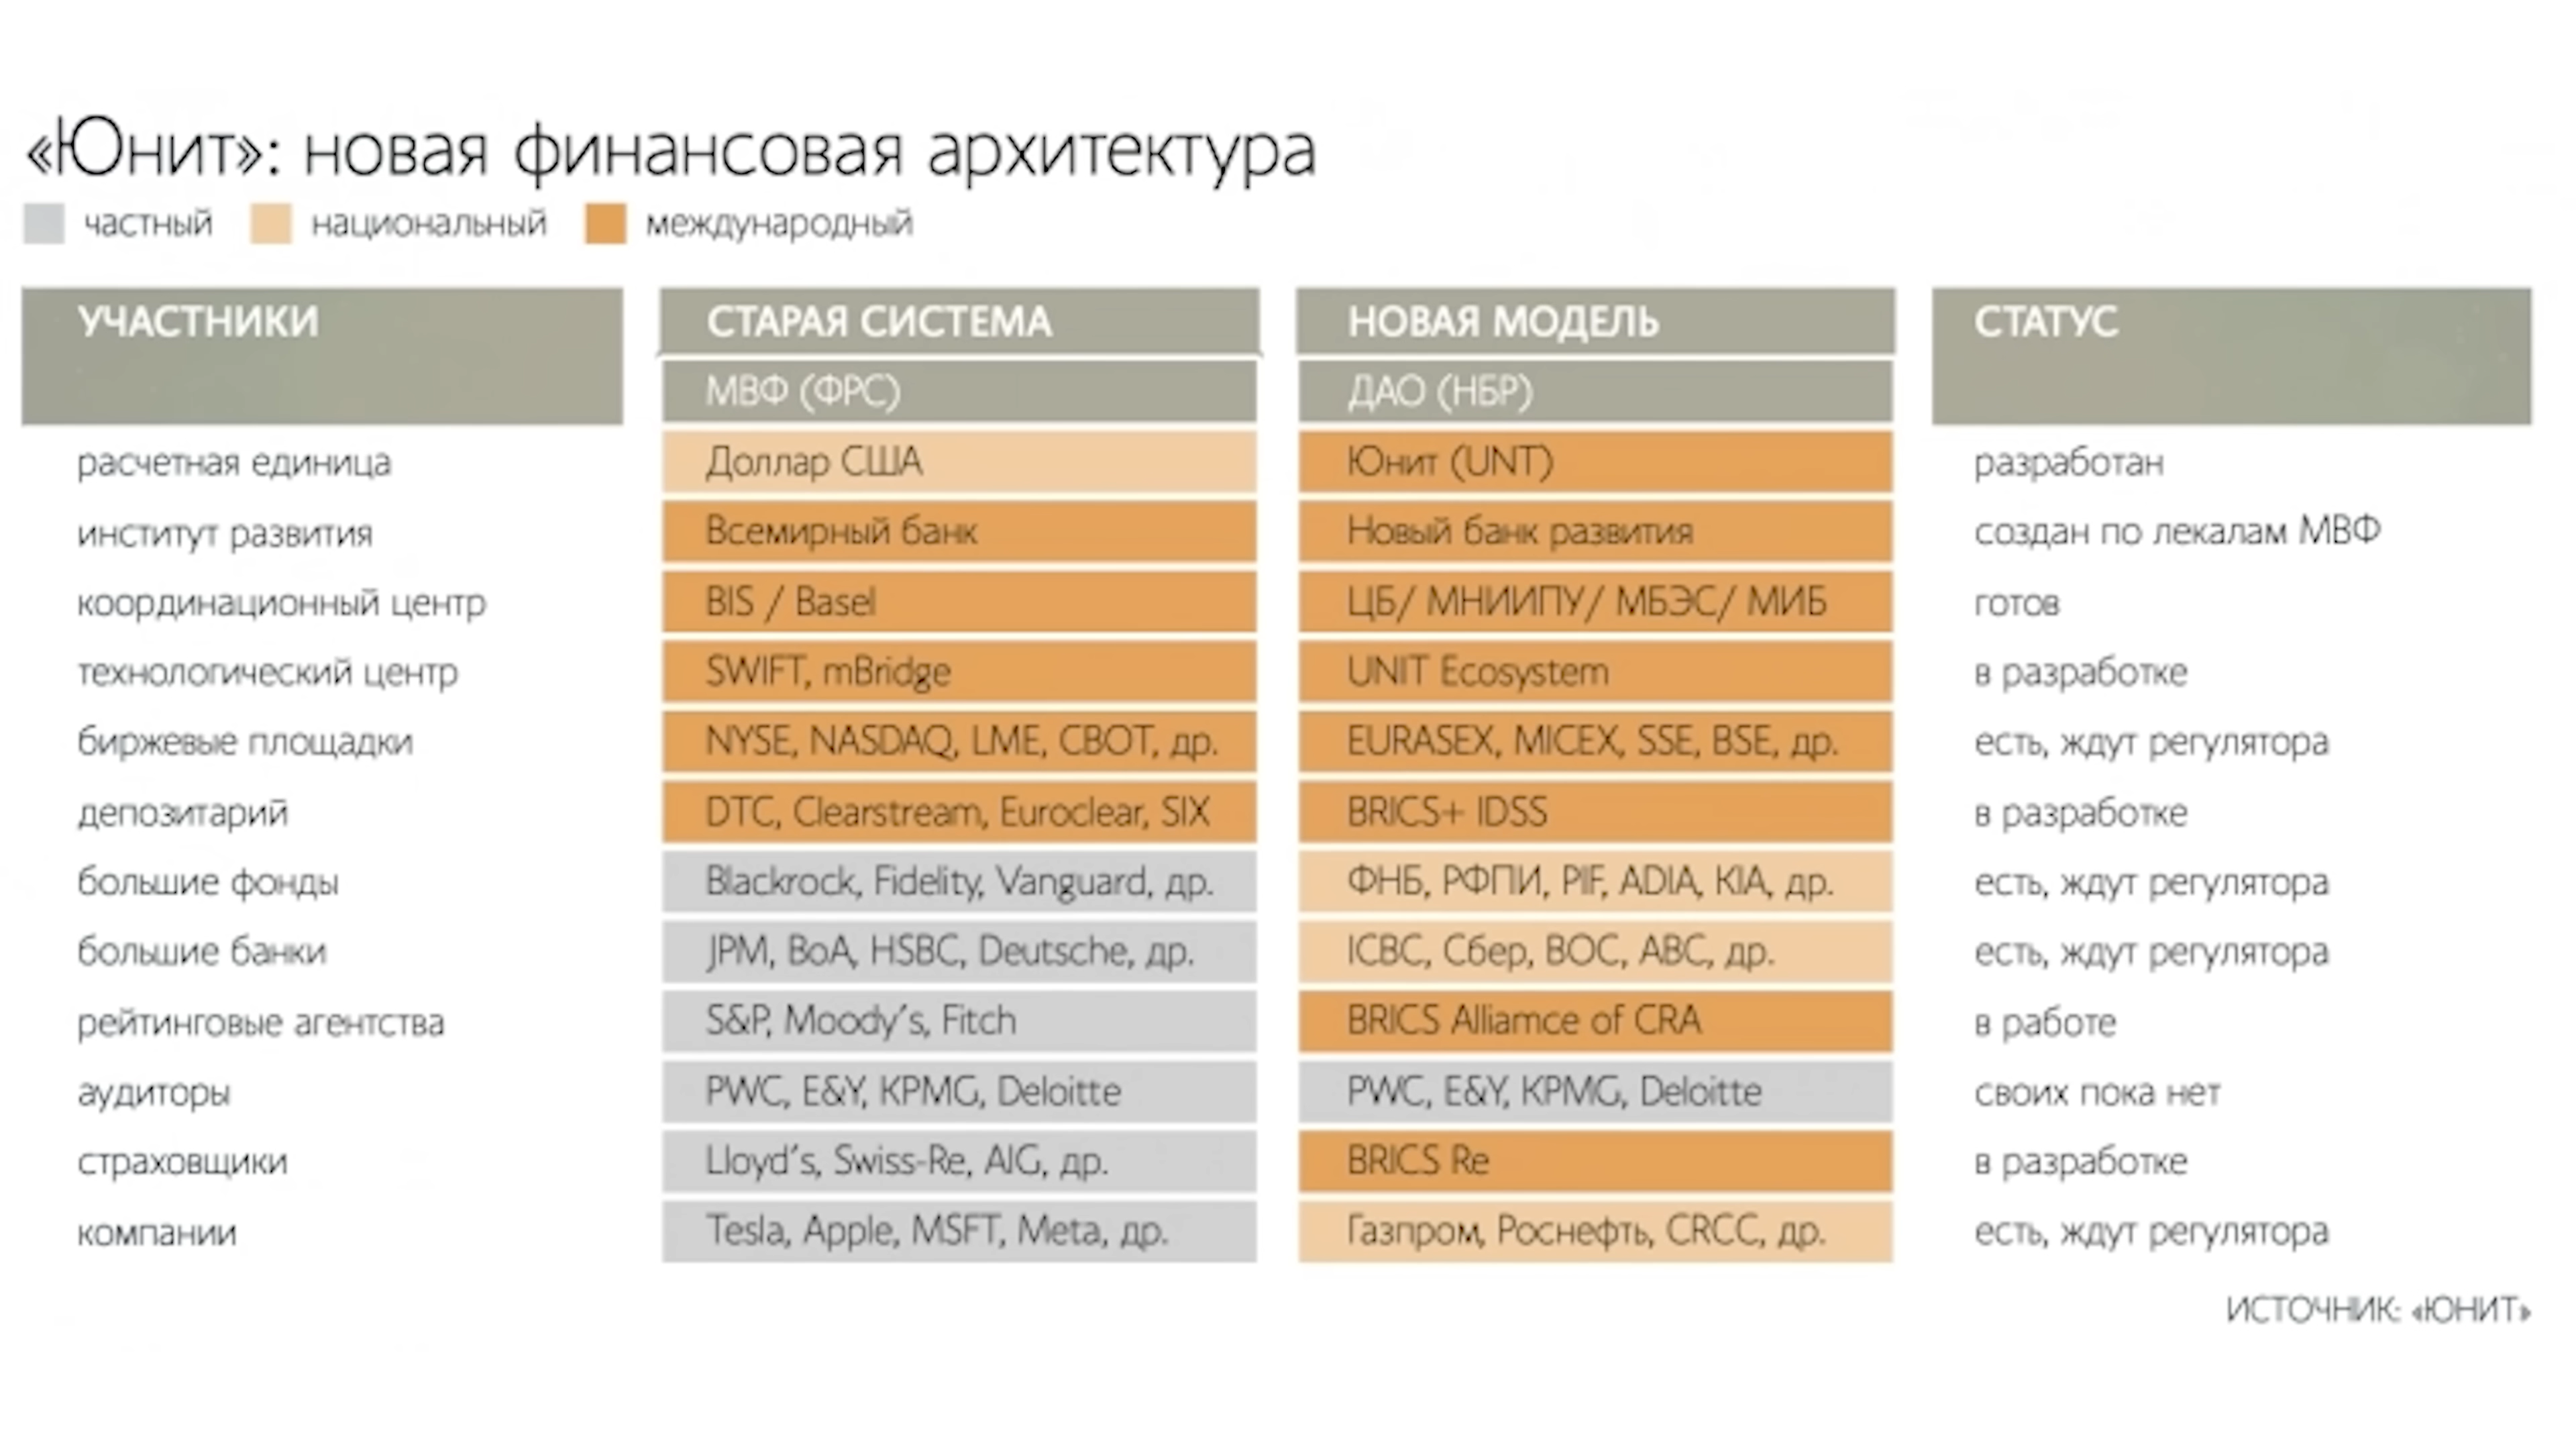 «Юнит»: новая финансовая архитектура
частный национальный международный
УЧАСТНИКИ СТАРАЯ СИСТЕМА НОВАЯ МОДЕЛЬ СТАТУС
МВФ (ФРС) ДАО (НБР)
расчетная единица Доллар США Юнит (UNT) разработан
институт развития Всемирный банк Новый банк развития создан по лекалам МВФ
координационный центр BIS / Basel ЦБ/ МНИИПУ/ МБЭС/ МИБ готов
технологический центр SWIFT, mBridge UNIT Ecosystem в разработке
биржевые площадки NYSE, NASDAQ, LME, CBOT, др. EURASEX, MICEX, SSE, BSE, др. есть, ждут регулятора
депозитарий DTC, Clearstream, Euroclear, SIX BRICS+ IDSS в разработке
большие фонды Blackrock, Fidelity, Vanguard, др. ФНБ, РФПИ, PIF, ADIA, KIA, др. есть, ждут регулятора
большие банки JPM, BoA, HSBC, Deutsche, др. ICBC, Сбер, BOC, ABC, др. есть, ждут регулятора
рейтинговые агентства S&P, Moody's, Fitch BRICS Alliamce of CRA в работе
аудиторы PWC, E&Y, KPMG, Deloitte PWC, E&Y, KPMG, Deloitte своих пока нет
страховщики Lloyd's, Swiss-Re, AIG, др. BRICS Re в разработке
компании Tesla, Apple, MSFT, Meta, др. Газпром, Роснефть, CRCC, др. есть, ждут регулятора
ИСТОЧНИК: «ЮНИТ»